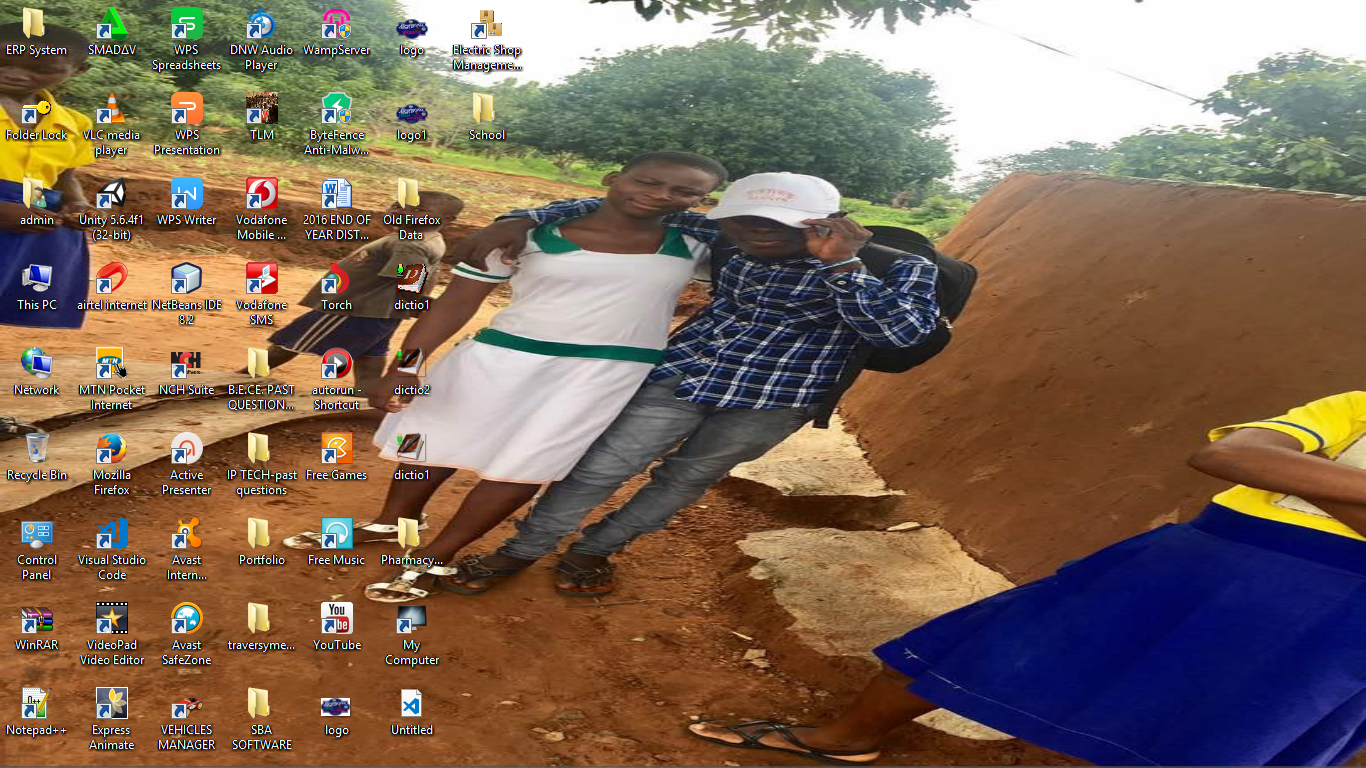 ERP System
SMADΔV
WPS
Spreadsheets
DNW Audio
Player
WampServer
logo
Electric Shop
Manageme...
Folder Lock
VLC media
player
WPS
Presentation
TLM
ByteFence
Anti-Malw...
logo1
School
admin
Unity 5.6.4f1
(32-bit)
WPS Writer
Vodafone
Mobile ...
2016 END OF
YEAR DIST...
Old Firefox
Data
This PC
airtel internet
NetBeans IDE
8.2
Vodafone
SMS
Torch
dictio1
Network
MTN Pocket
Internet
NCH Suite
B.E.C.E. PAST
QUESTION...
autorun -
Shortcut
dictio2
Recycle Bin
Mozilla
Firefox
Active
Presenter
IP TECH-past
questions
Free Games
dictio1
Control
Panel
Visual Studio
Code
Avast
Intern...
Portfolio
Free Music
Pharmacy...
WinRAR
VideoPad
Video Editor
Avast
SafeZone
traversyme...
YouTube
My
Computer
Notepad++
Express
Animate
VEHICLES
MANAGER
SBA
SOFTWARE
logo
Untitled